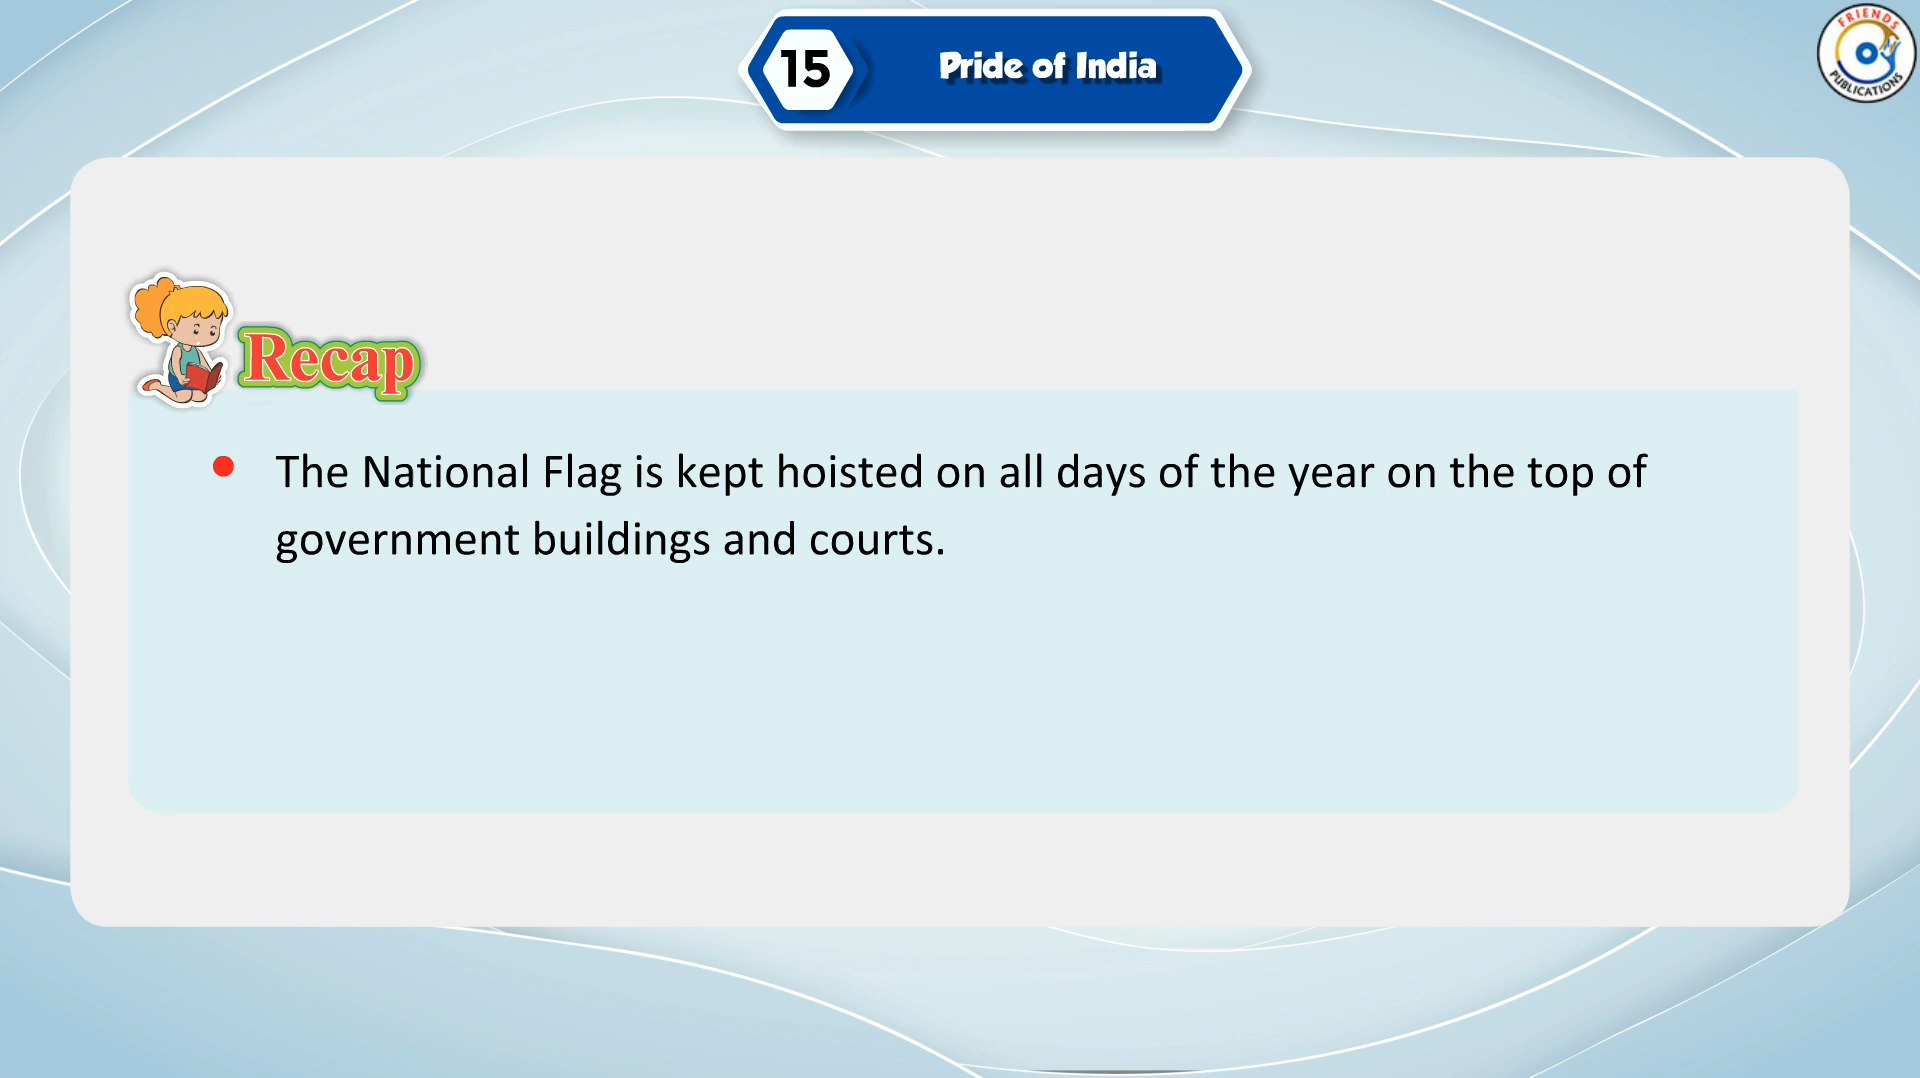 15
Pride of India
FRIENDS
PUBLICATIONS
Recap
• The National Flag is kept hoisted on all days of the year on the top of
government buildings and courts.